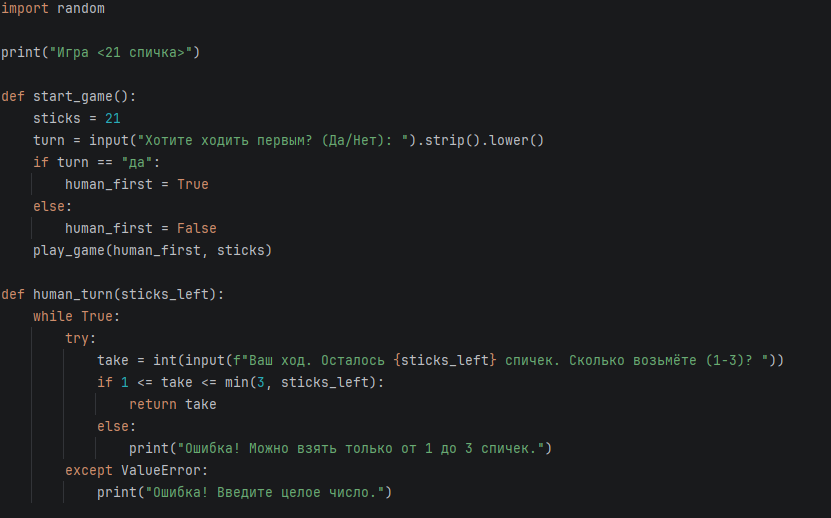 import random
print("Игра <21 спичка>")
def start_game():
    sticks = 21
    turn = input("Хотите ходить первым? (Да/Нет): ").strip().lower()
    if turn == "да":
        human_first = True
    else:
        human_first = False
    play_game(human_first, sticks)
def human_turn(sticks_left):
    while True:
        try:
            take = int(input(f"Ваш ход. Осталось {sticks_left} спичек. Сколько возьмёте (1-3)? "))
            if 1 <= take <= min(3, sticks_left):
                return take
            else:
                print("Ошибка! Можно взять только от 1 до 3 спичек.")
        except ValueError:
            print("Ошибка! Введите целое число.")